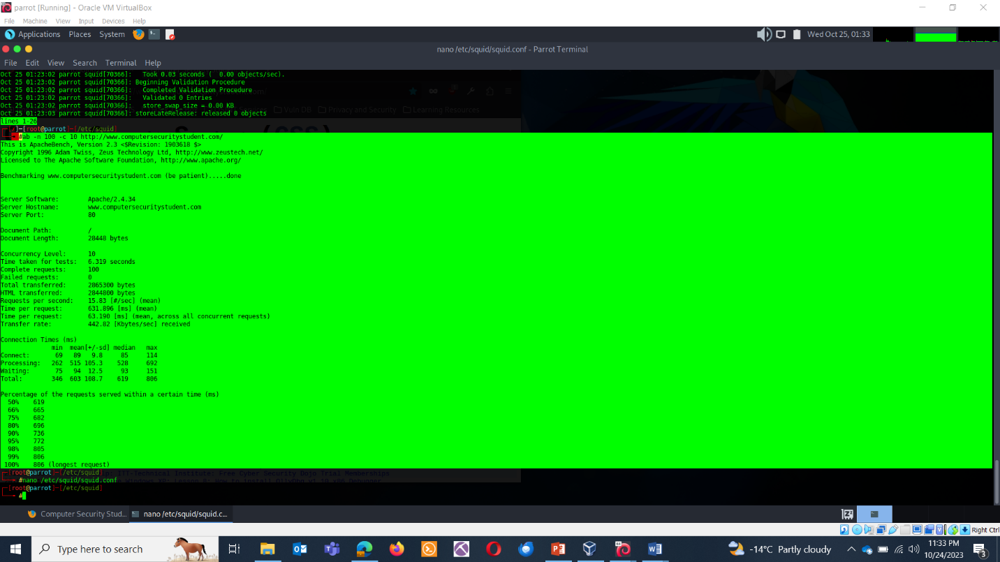 parrot [Running] - Oracle VM VirtualBox
File Machine View Input Devices Help
Applications Places System Wed Oct 25, 01:33
nano /etc/squid/squid.conf - Parrot Terminal
File Edit View Search Terminal Help
Oct 25 01:23:02 parrot squid[70366]:   Took 0.03 seconds (  0.00 objects/sec).
Oct 25 01:23:02 parrot squid[70366]: Beginning Validation Procedure
Oct 25 01:23:02 parrot squid[70366]:   Completed Validation Procedure
Oct 25 01:23:02 parrot squid[70366]:   Validated 0 Entries
Oct 25 01:23:02 parrot squid[70366]:   store_swap_size = 0.00 KB
Oct 25 01:23:03 parrot squid[70366]: storeLateRelease: released 0 objects
Vuln DB Privacy and Security Learning Resources
lines 1-26
[✗]─[root@parrot]─[/etc/squid]
#ab -n 100 -c 10 http://www.computersecuritystudent.com/
This is ApacheBench, Version 2.3 <$Revision: 1903618 $>
Copyright 1996 Adam Twiss, Zeus Technology Ltd, http://www.zeustech.net/
Licensed to The Apache Software Foundation, http://www.apache.org/
Benchmarking www.computersecuritystudent.com (be patient).....done
Server Software:        Apache/2.4.34
Server Hostname:        www.computersecuritystudent.com
Server Port:            80
Document Path:          /
Document Length:        28448 bytes
Concurrency Level:      10
Time taken for tests:   6.319 seconds
Complete requests:      100
Failed requests:        0
Total transferred:      2865300 bytes
HTML transferred:       2844800 bytes
Requests per second:    15.83 [#/sec] (mean)
Time per request:       631.896 [ms] (mean)
Time per request:       63.190 [ms] (mean, across all concurrent requests)
Transfer rate:          442.82 [Kbytes/sec] received
Connection Times (ms)
min  mean[+/-sd] median   max
Connect:       69   89   9.8     85     114
Processing:   262  515 105.3    528     692
Waiting:       75   94  12.5     93     151
Total:        346  603 108.7    619     806
Percentage of the requests served within a certain time (ms)
50%    619
66%    665
75%    682
80%    696
90%    736
95%    772
98%    805
99%    806
100%    806 (longest request)
[root@parrot]─[/etc/squid]
ITT-Technical Institute: Free Cyber Security Dojo Trial Memberships
#nano /etc/squid/squid.conf
[root@parrot]─[/etc/squid]
#
Computer Security Stud... nano /etc/squid/squid.c...
Right Ctrl
Type here to search
-14°C Partly cloudy
11:33 PM
10/24/2023
3